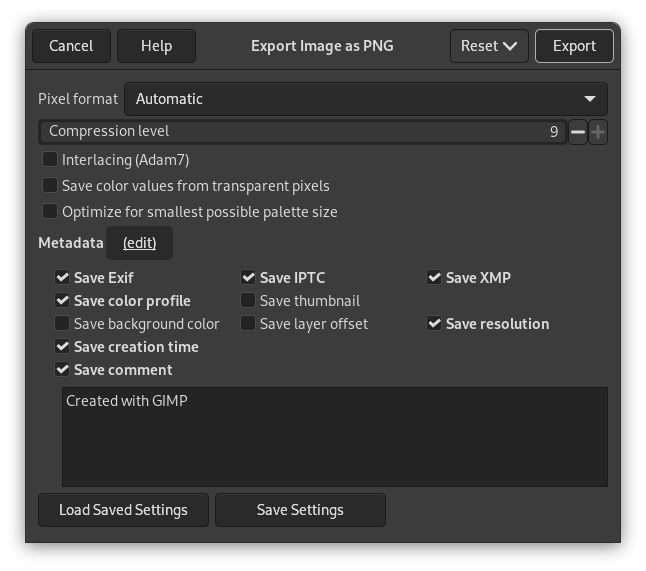 Cancel Help Export Image as PNG Reset Export
Pixel format Automatic
Compression level 9
Interlacing (Adam7)
Save color values from transparent pixels
Optimize for smallest possible palette size
Metadata (edit)
Save Exif Save IPTC Save XMP
Save color profile Save thumbnail
Save background color Save layer offset Save resolution
Save creation time
Save comment
Created with GIMP
Load Saved Settings Save Settings